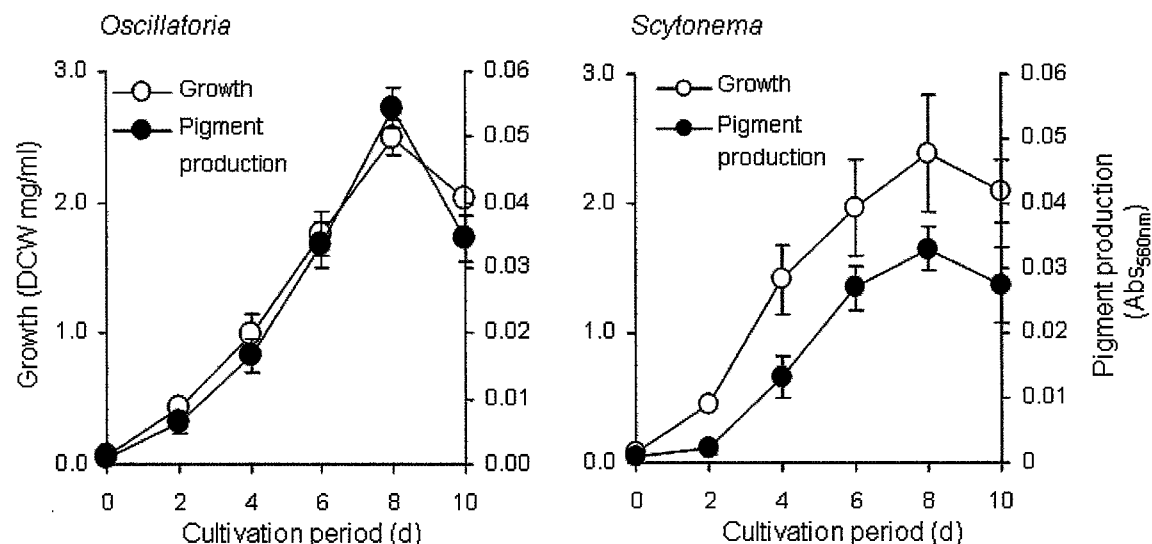 Oscillatoria
Growth (DCW mg/ml)
3.0
2.0
1.0
0.0
Growth
Pigment
production
0.06
0.05
0.04
0.03
0.02
0.01
0.00
0 2 4 6 8 10
Cultivation period (d)
Scytonema
3.0
2.0
1.0
0.0
Growth
Pigment
production
0.06
0.05
0.04
0.03
0.02
0.01
0
Pigment production
(Abs560nm)
0 2 4 6 8 10
Cultivation period (d)